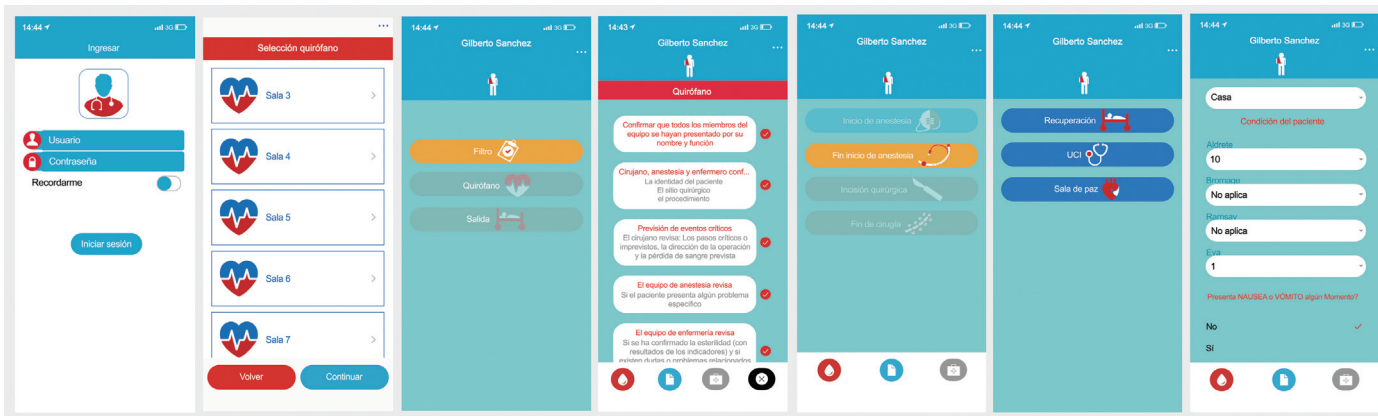 14:44
3G
Ingresar
Usuario
Contraseña
Recordarme
Iniciar sesión
...
Selección quirófano
Sala 3
Sala 4
Sala 5
Sala 6
Sala 7
Volver
Continuar
14:44
3G
Gilberto Sanchez
...
Filtro
Quirófano
Salida
14:43
3G
Gilberto Sanchez
...
Quirófano
Confirmar que todos los miembros del
equipo se hayan presentado por su
nombre y función
Cirujano, anestesia y enfermero conf...
La identidad del paciente
El sitio quirúrgico
el procedimiento
Previsión de eventos críticos
El cirujano revisa: Los pasos críticos o
imprevistos, la dirección de la operación
y la pérdida de sangre prevista
El equipo de anestesia revisa
Si el paciente presenta algún problema
específico
El equipo de enfermería revisa
Si se ha confirmado la esterilidad (con
resultados de los indicadores) y si
existen dudas o problemas relacionados
14:44
3G
Gilberto Sanchez
...
Inicio de anestesia
Fin inicio de anestesia
Incisión quirúrgica
Fin de cirugía
14:44
3G
Gilberto Sanchez
...
Recuperación
UCI
Sala de paz
14:44
3G
Gilberto Sanchez
...
Casa
Condición del paciente
Aldrete
10
Bromage
No aplica
Ramsay
No aplica
Eva
1
Presenta NAUSEA o VÓMITO algún Momento?
No
Sí